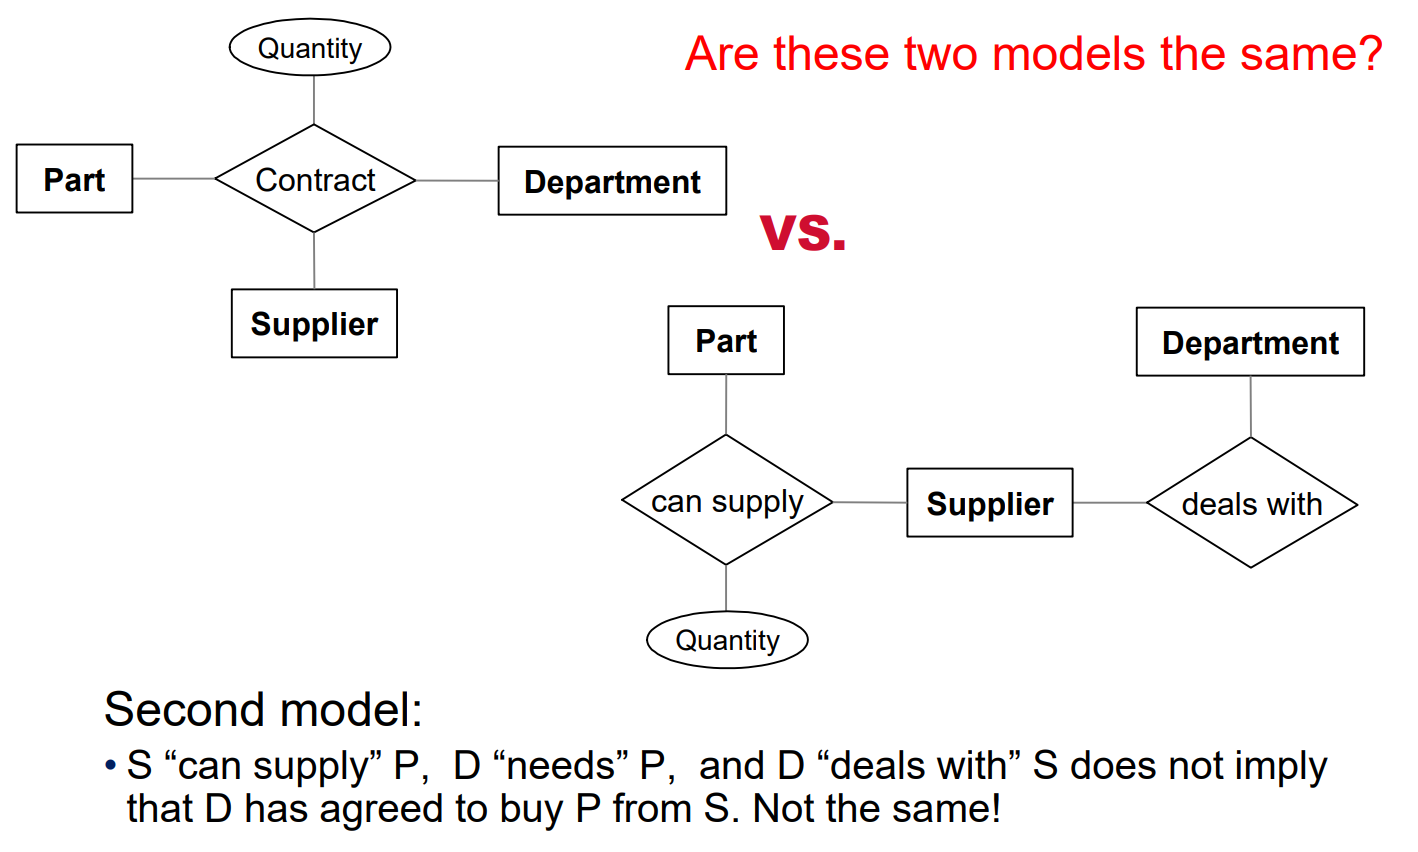 Quantity
Are these two models the same?
Part
Contract
Department
vs.
Supplier
Part
Department
can supply
Supplier
deals with
Quantity
Second model:
• S “can supply” P,  D “needs” P,  and D “deals with” S does not imply
that D has agreed to buy P from S. Not the same!